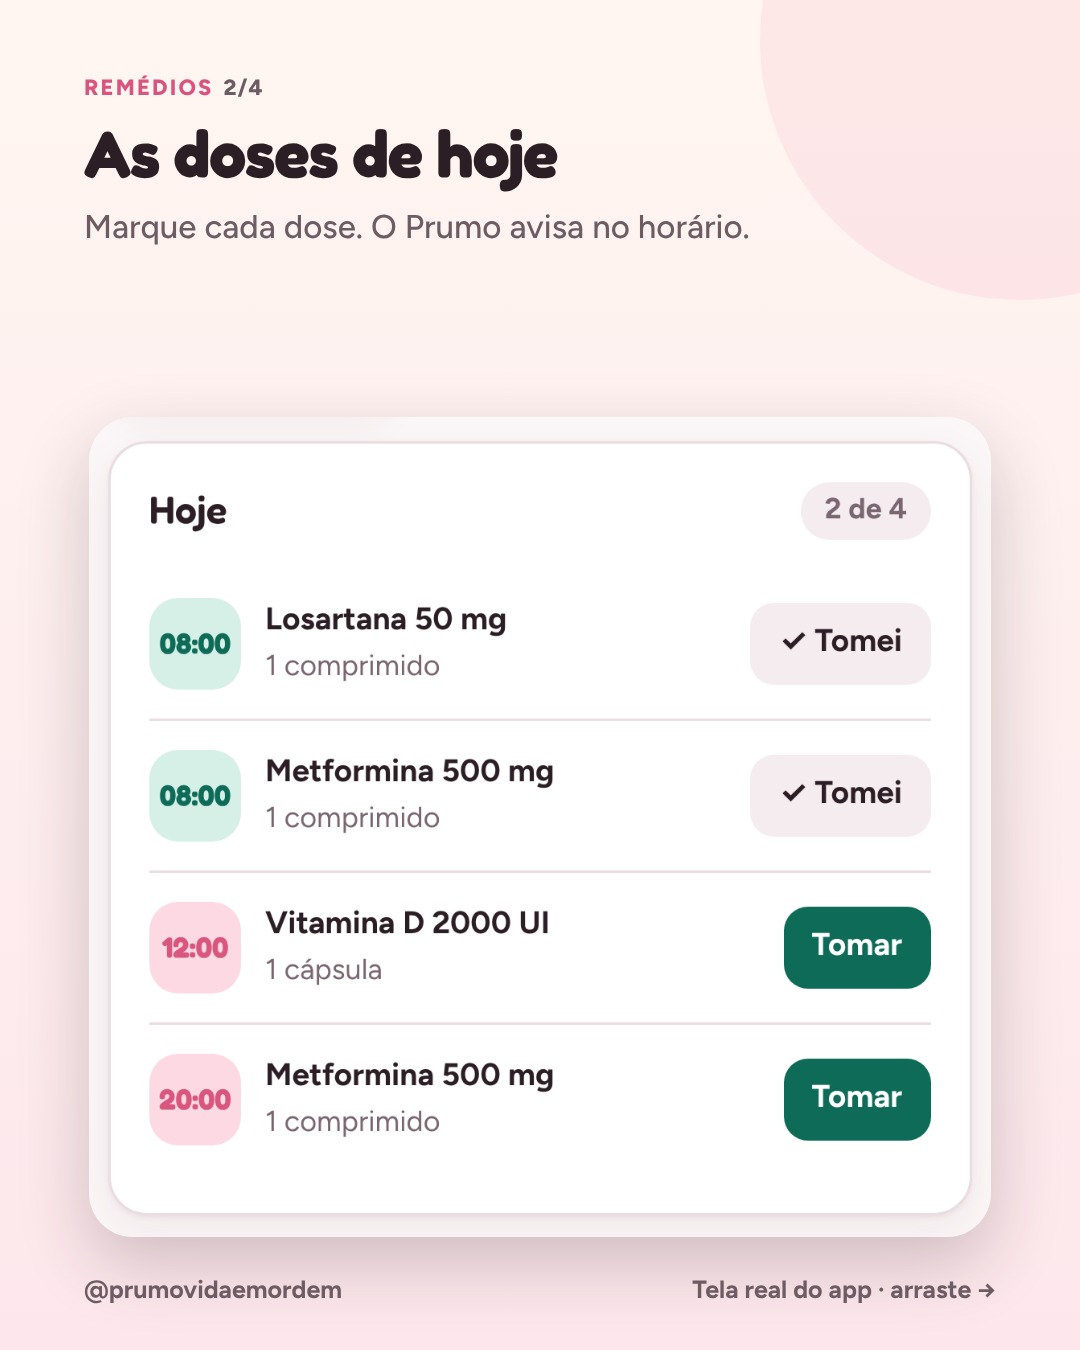 REMÉDIOS 2/4
As doses de hoje
Marque cada dose. O Prumo avisa no horário.
Hoje
2 de 4
08:00
Losartana 50 mg
1 comprimido
✓ Tomei
08:00
Metformina 500 mg
1 comprimido
✓ Tomei
12:00
Vitamina D 2000 UI
1 cápsula
Tomar
20:00
Metformina 500 mg
1 comprimido
Tomar
@prumovidaemordem
Tela real do app · arraste →